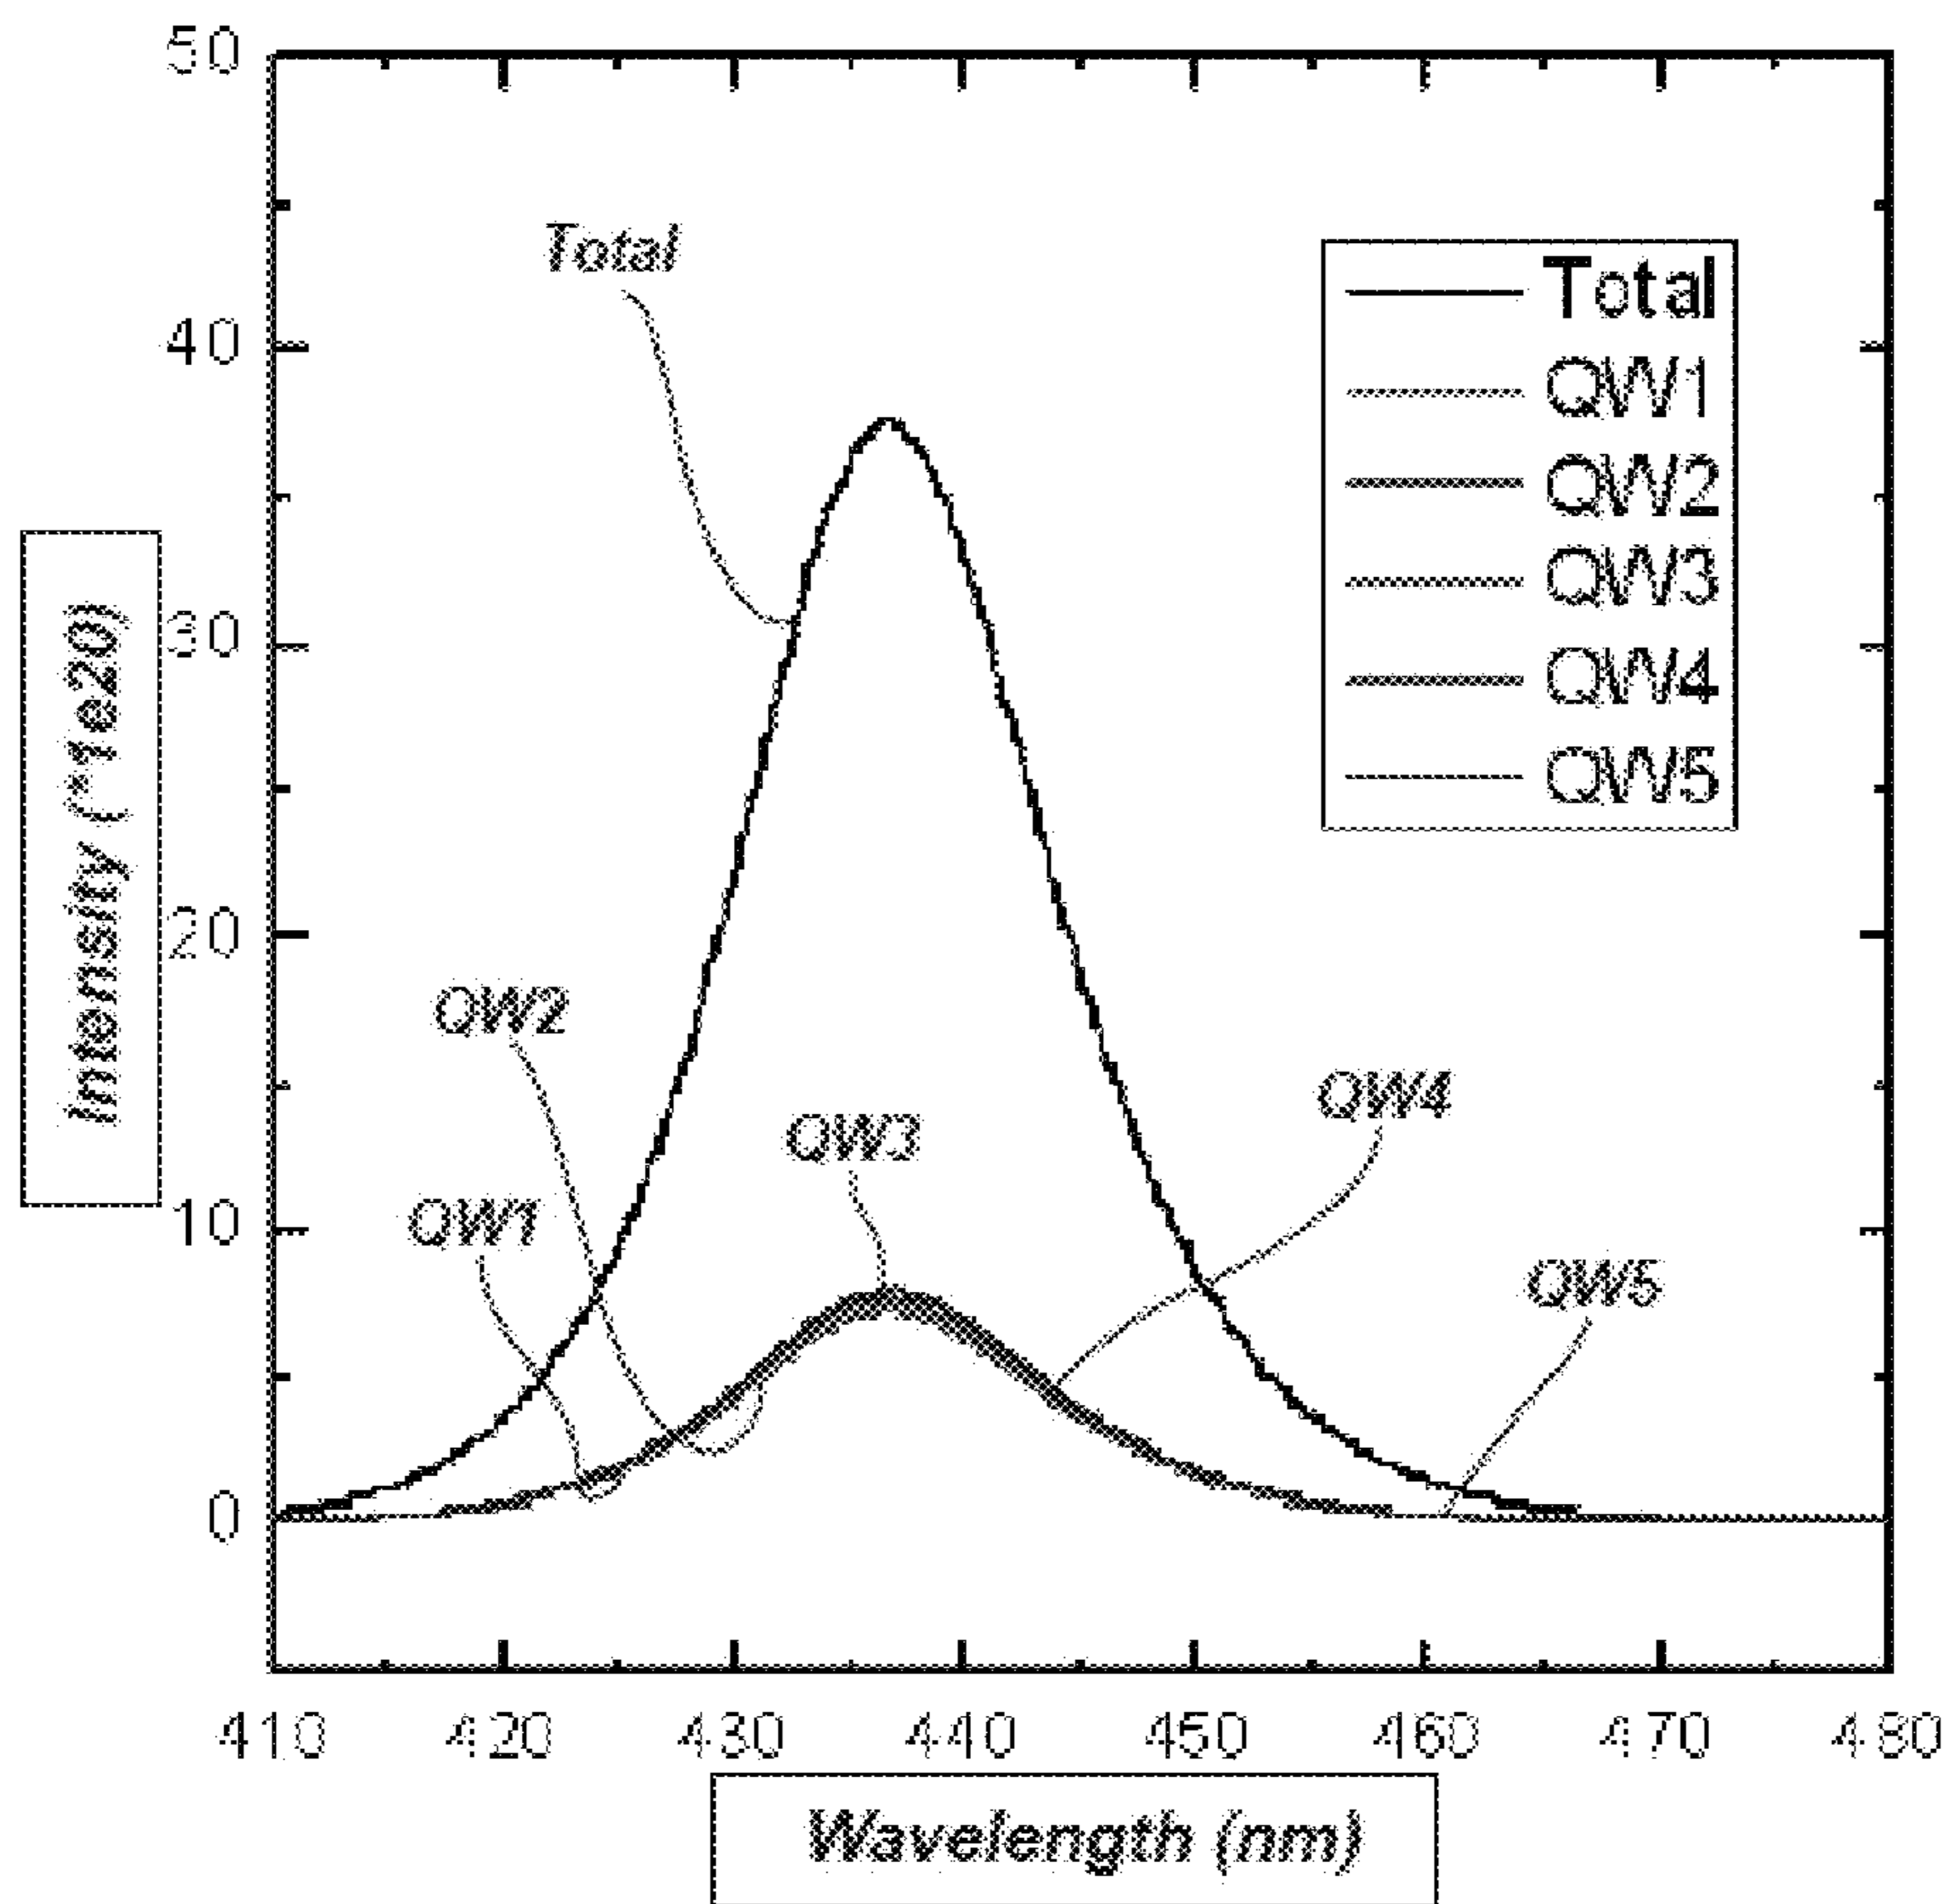 50
40
30
20
10
0
Intensity (*1e20)
Total
Total
QW1
QW2
QW3
QW4
QW5
QW2
QW1
QW3
QW4
QW5
410 420 430 440 450 460 470 480
Wavelength (nm)